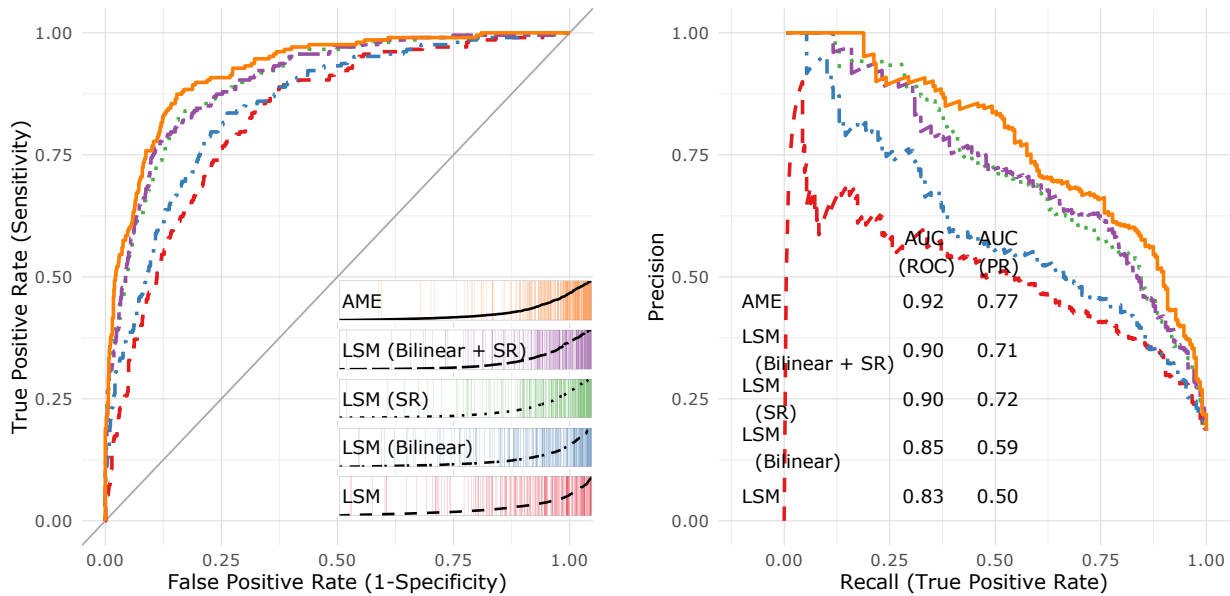 True Positive Rate (Sensitivity)
1.00
0.75
0.50
0.25
0.00
AME
LSM (Bilinear + SR)
LSM (SR)
LSM (Bilinear)
LSM
0.00 0.25 0.50 0.75 1.00
False Positive Rate (1-Specificity)
Precision
1.00
0.75
0.50
0.25
0.00
AUC AUC
(ROC) (PR)
AME 0.92 0.77
LSM
(Bilinear + SR) 0.90 0.71
LSM
(SR) 0.90 0.72
LSM
(Bilinear) 0.85 0.59
LSM 0.83 0.50
0.00 0.25 0.50 0.75 1.00
Recall (True Positive Rate)